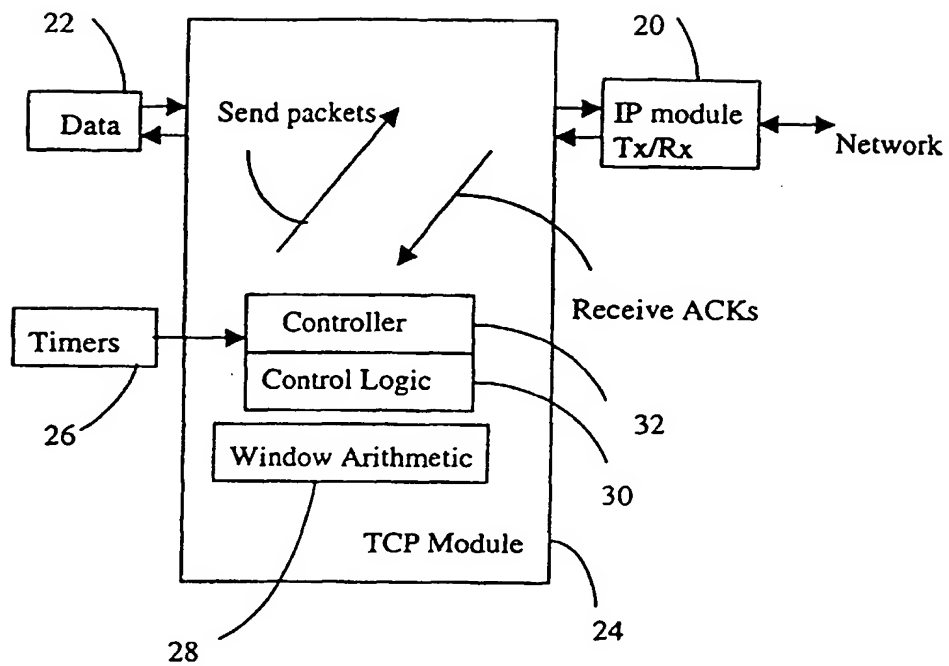 22
20
Data
Send packets
IP module
Tx/Rx
Network
Receive ACKs
Timers
Controller
Control Logic
26
32
Window Arithmetic
30
TCP Module
24
28